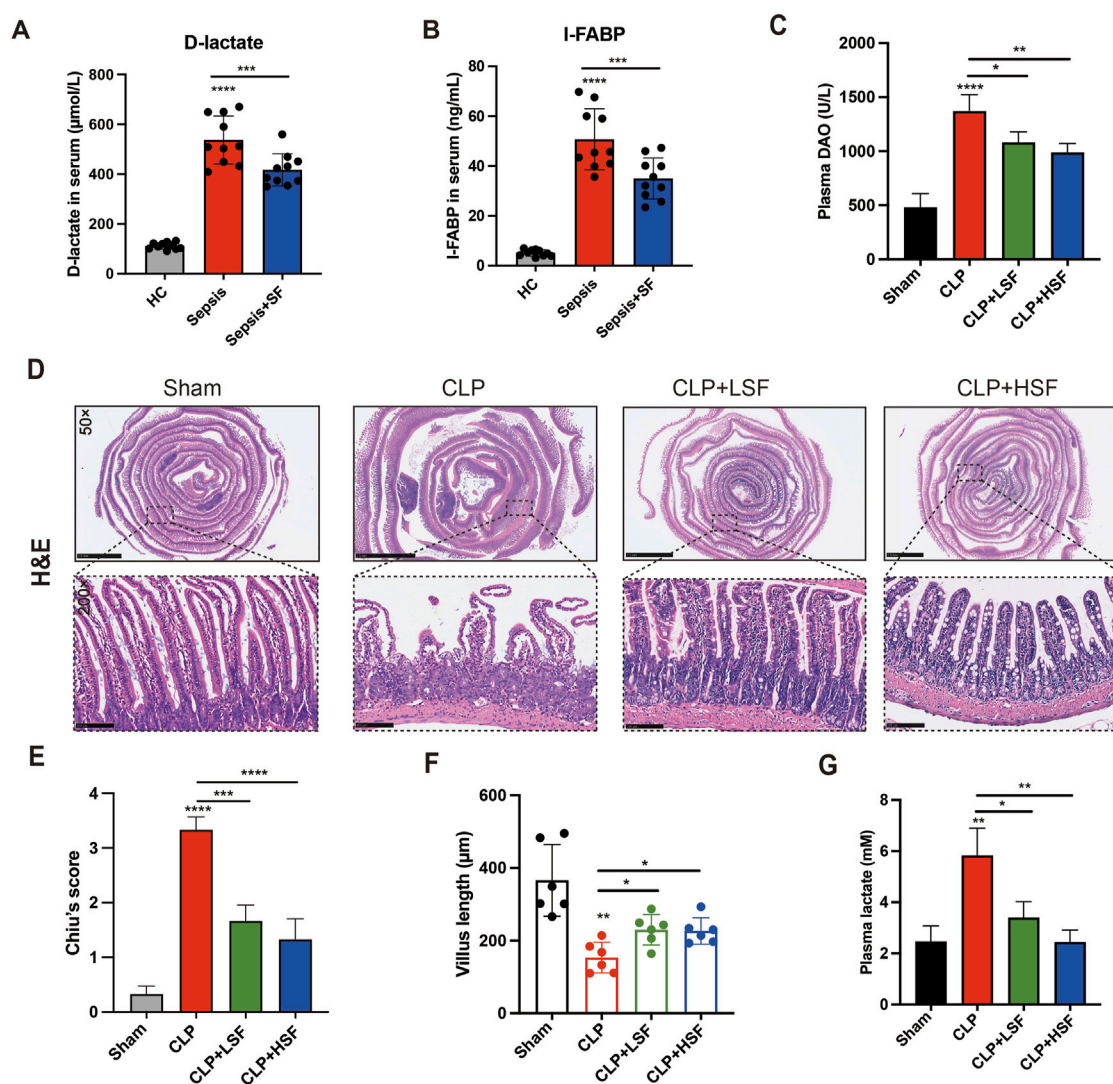 A
D-lactate
D-lactate in serum (μmol/L)
800
600
400
200
0
***
****
HC
Sepsis
Sepsis+SF
B
I-FABP
I-FABP in serum (ng/mL)
80
60
40
20
0
***
****
HC
Sepsis
Sepsis+SF
C
Plasma DAO (U/L)
2000
1500
1000
500
0
**
*
****
Sham
CLP
CLP+LSF
CLP+HSF
D
Sham
CLP
CLP+LSF
CLP+HSF
H&E
50×
200×
E
Chiu's score
4
3
2
1
0
****
***
****
Sham
CLP
CLP+LSF
CLP+HSF
F
Villus length (μm)
600
400
200
0
*
*
**
Sham
CLP
CLP+LSF
CLP+HSF
G
Plasma lactate (mM)
8
6
4
2
0
**
*
**
Sham
CLP
CLP+LSF
CLP+HSF